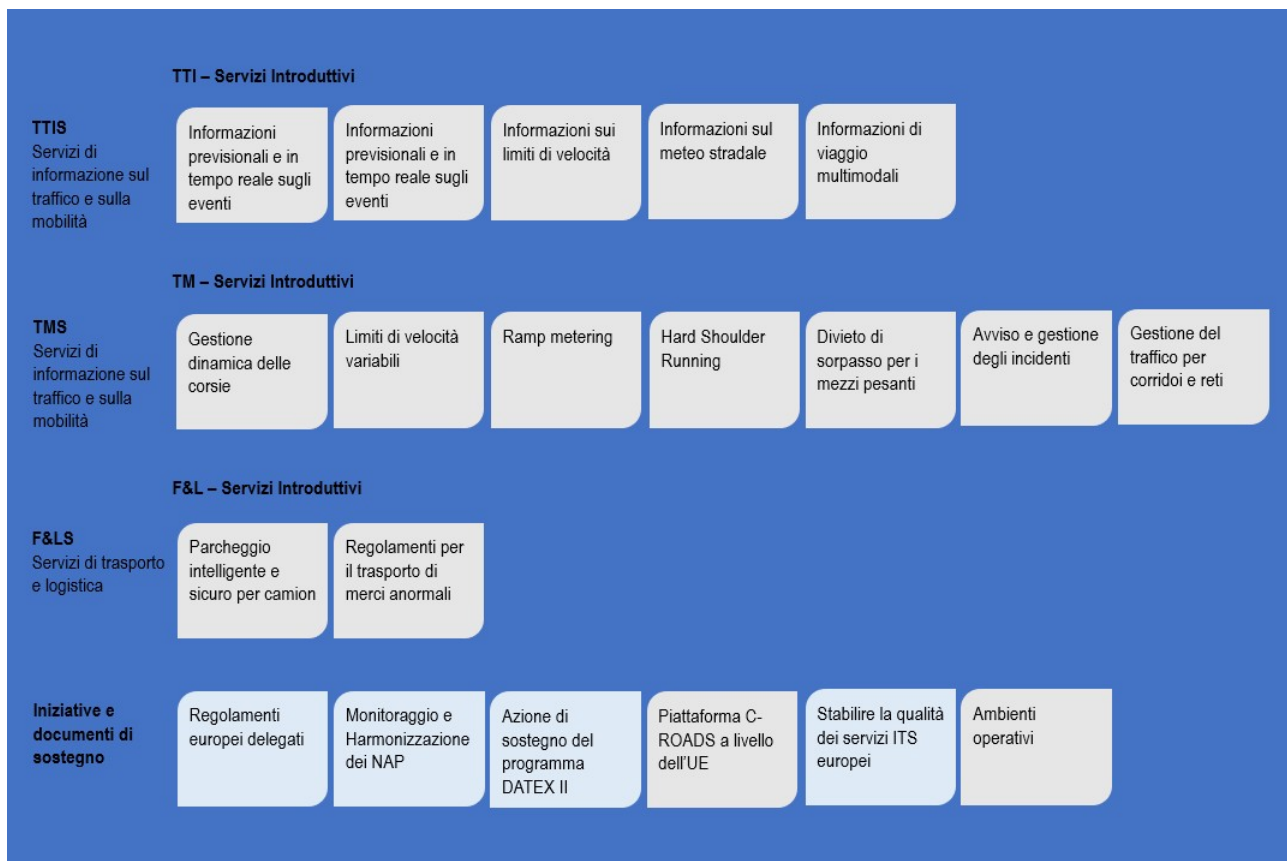 TTI – Servizi Introduttivi
TTIS
Servizi di
informazione sul
traffico e sulla
mobilità
Informazioni
previsionali e in
tempo reale sugli
eventi
Informazioni
previsionali e in
tempo reale sugli
eventi
Informazioni sui
limiti di velocità
Informazioni sul
meteo stradale
Informazioni di
viaggio
multimodali
TM – Servizi Introduttivi
TMS
Servizi di
informazione sul
traffico e sulla
mobilità
Gestione
dinamica delle
corsie
Limiti di velocità
variabili
Ramp metering
Hard Shoulder
Running
Divieto di
sorpasso per i
mezzi pesanti
Avviso e gestione
degli incidenti
Gestione del
traffico per
corridoi e reti
F&L – Servizi Introduttivi
F&LS
Servizi di trasporto
e logistica
Parcheggio
intelligente e
sicuro per camion
Regolamenti per
il trasporto di
merci anormali
Iniziative e
documenti di
sostegno
Regolamenti
europei delegati
Monitoraggio e
Harmonizzazione
dei NAP
Azione di
sostegno del
programma
DATEX II
Piattaforma C-
ROADS a livello
dell'UE
Stabilire la qualità
dei servizi ITS
europei
Ambienti
operativi